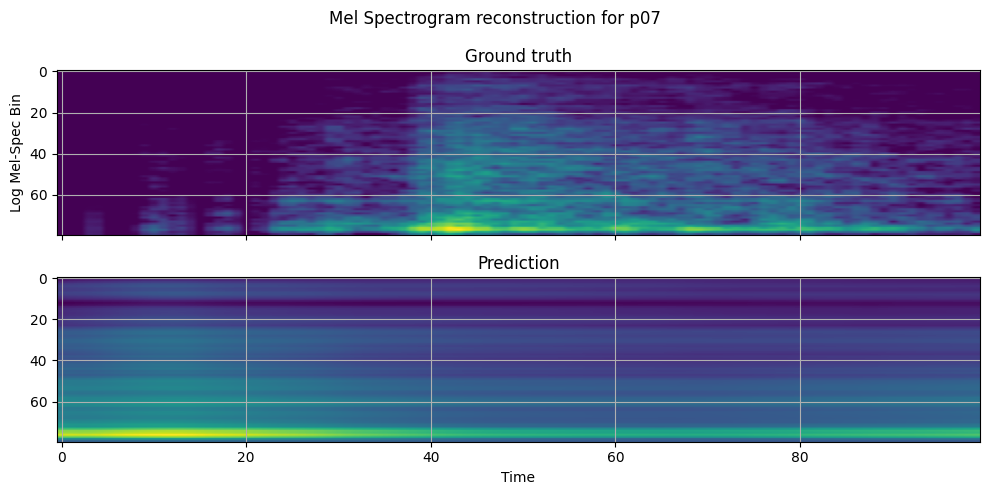 Mel Spectrogram reconstruction for p07
Ground truth
0
20
40
60
Log Mel-Spec Bin
Prediction
0
20
40
60
0 20 40 60 80
Time